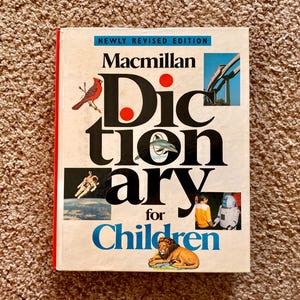 NEWLY REVISED EDITION
Macmillan
Dic
tion
ary
for
Children